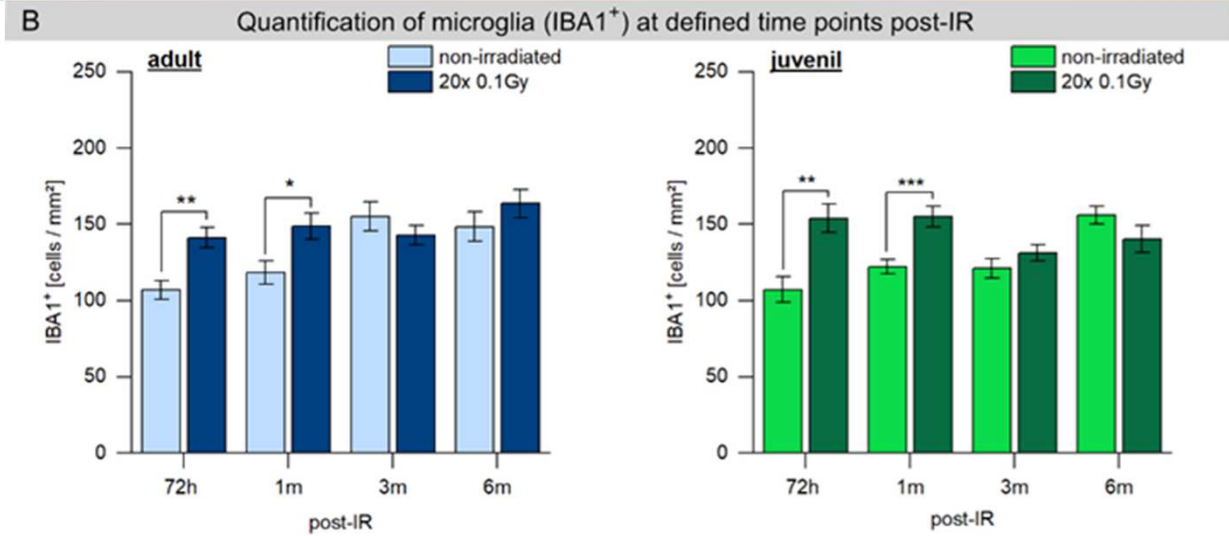 B Quantification of microglia (IBA1+) at defined time points post-IR
adult
non-irradiated
20x 0.1Gy
IBA1+ [cells / mm²]
250
200
150
100
50
0
**
*
72h 1m 3m 6m
post-IR
juvenil
non-irradiated
20x 0.1Gy
IBA1+ [cells / mm²]
250
200
150
100
50
0
**
***
72h 1m 3m 6m
post-IR